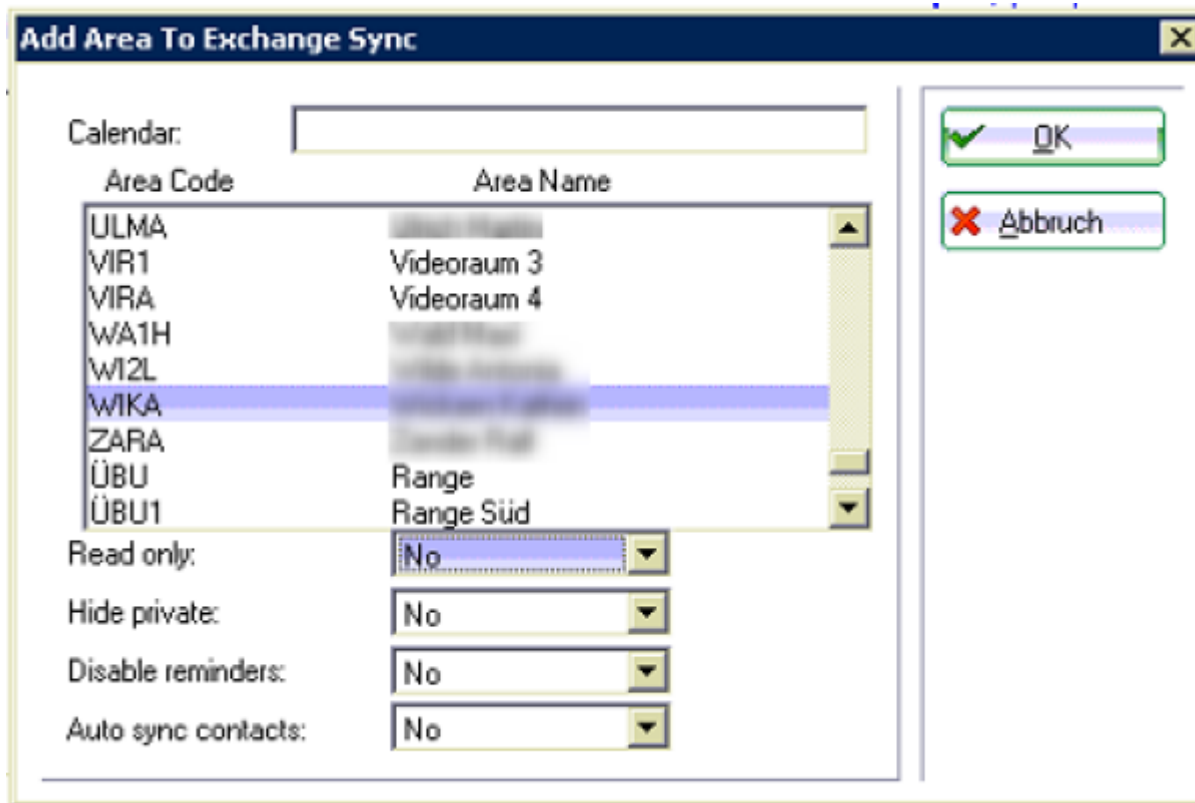 Add Area To Exchange Sync
Calendar:
Area Code Area Name
ULMA
VIR1 Videoraum 3
VIRA Videoraum 4
WA1H
WI2L
WIKA
ZARA
ÜBU Range
ÜBU1 Range Süd
Read only: No
Hide private: No
Disable reminders: No
Auto sync contacts: No
OK
Abbruch